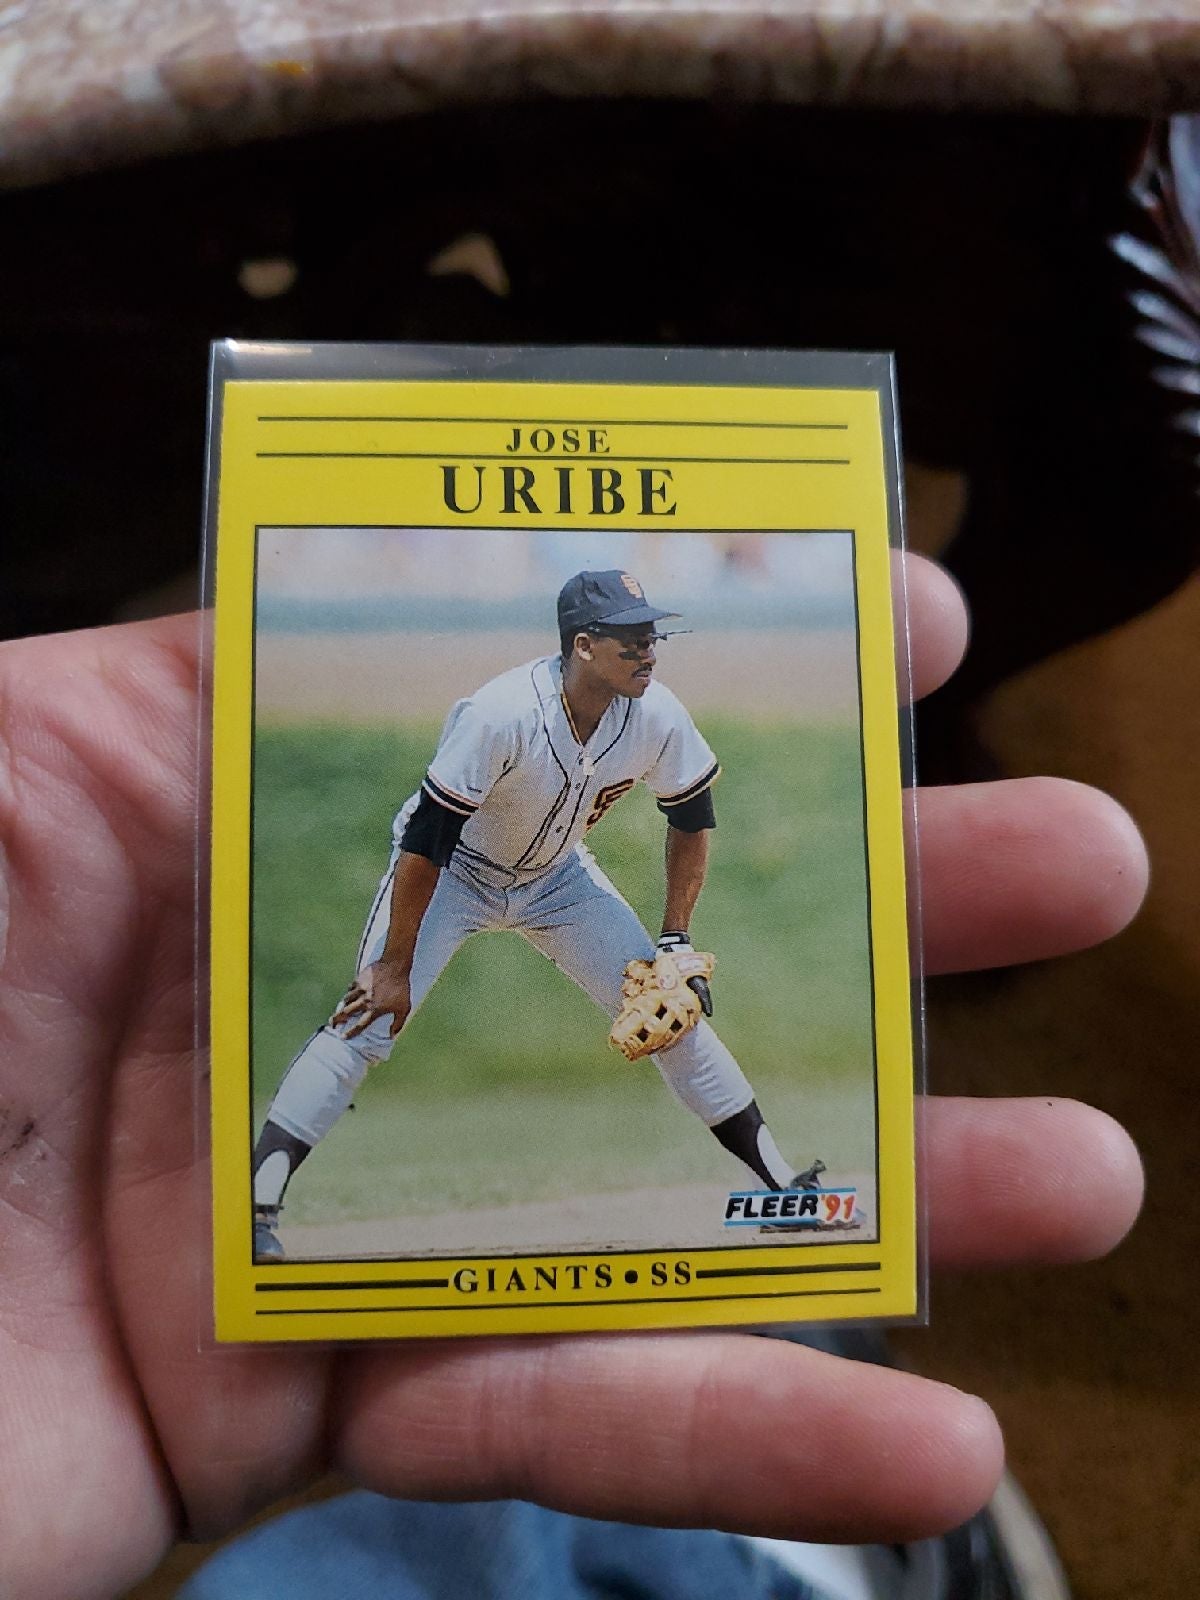 JOSE
URIBE
FLEER '91
GIANTS • SS